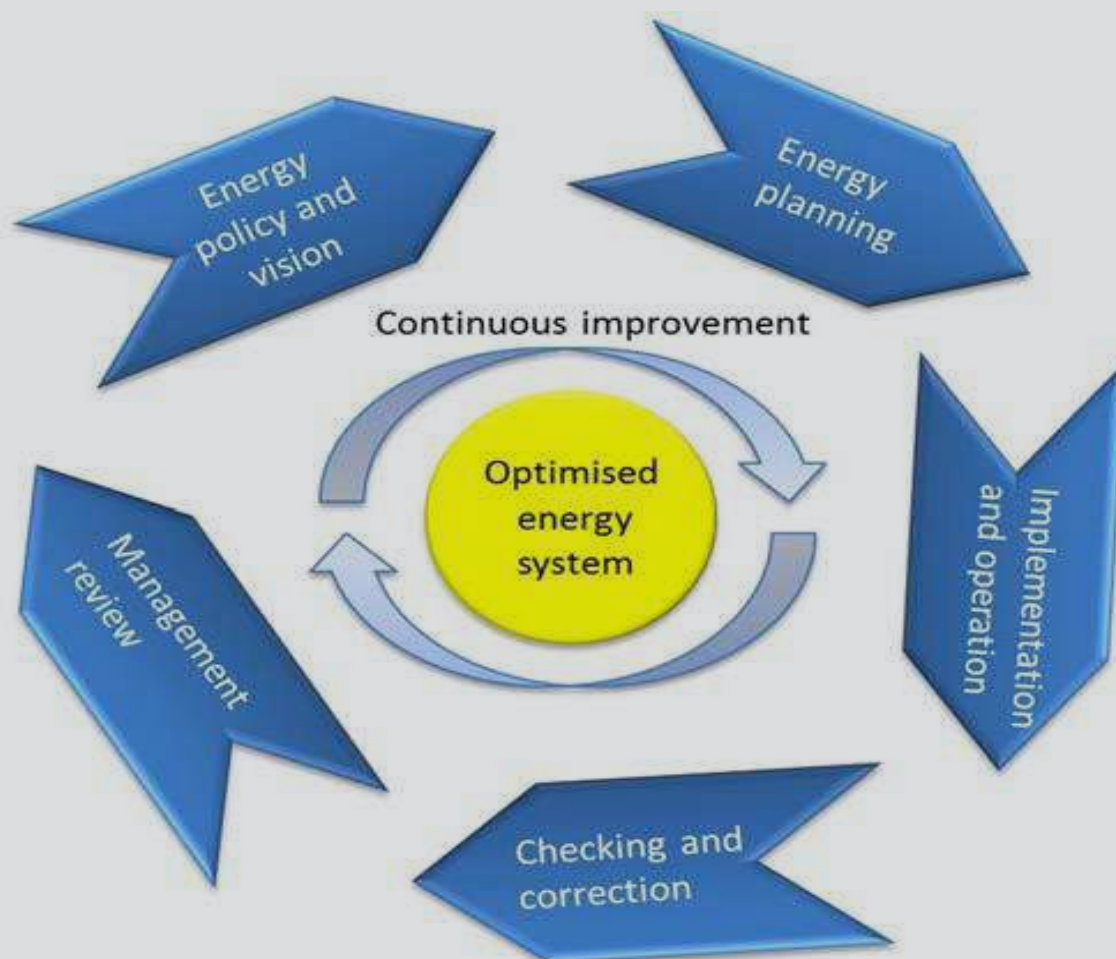 Energy
policy and
vision
Energy
planning
Continuous improvement
Optimised
energy
system
Implementation
and operation
Management
review
Checking and
correction